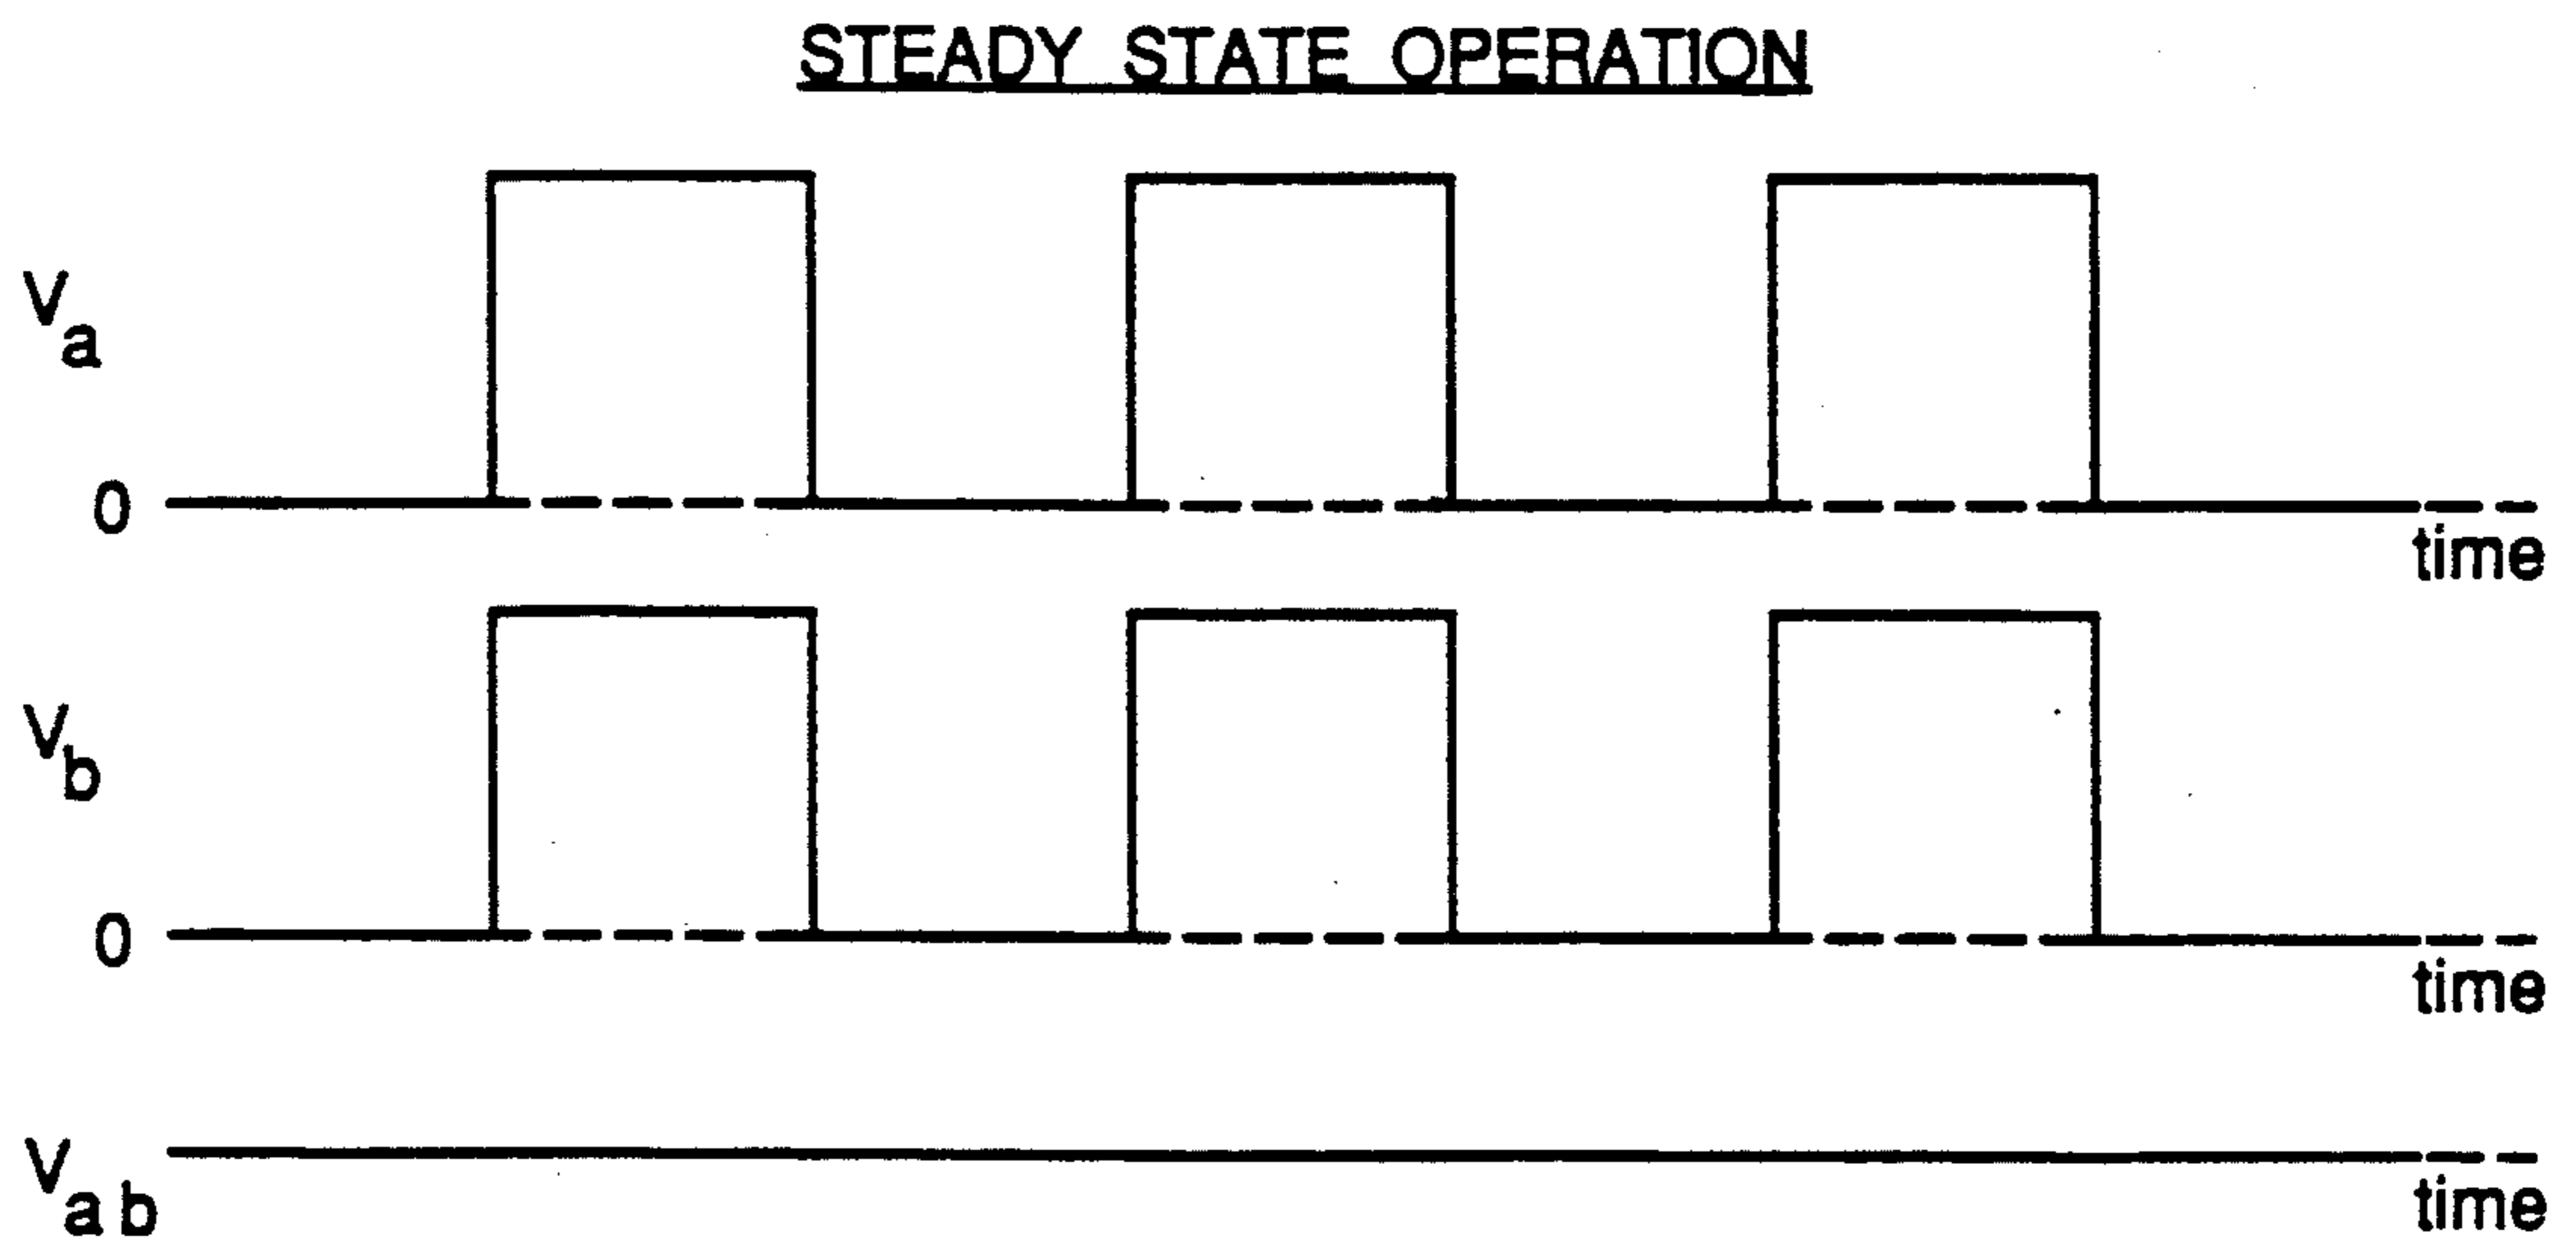 STEADY STATE OPERATION
Va
0
time
Vb
0
time
Vab
time